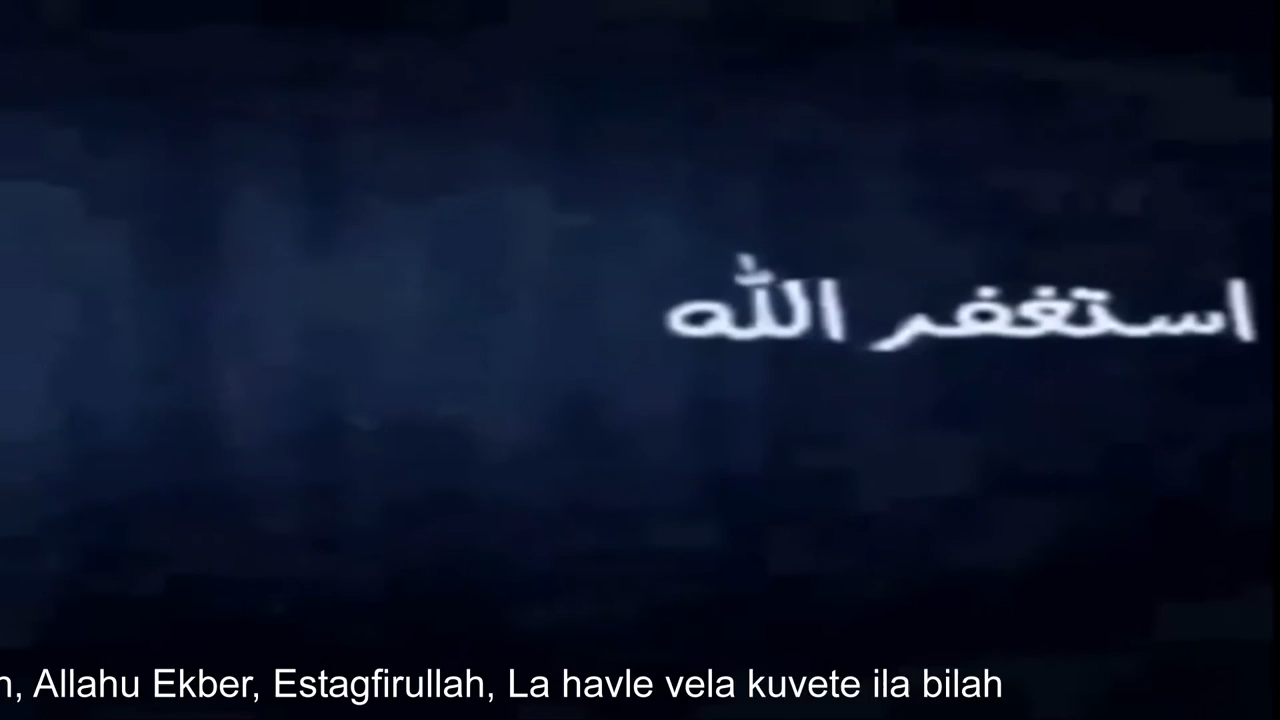 استغفر الله
n, Allahu Ekber, Estagfirullah, La havle vela kuvete ila bilah